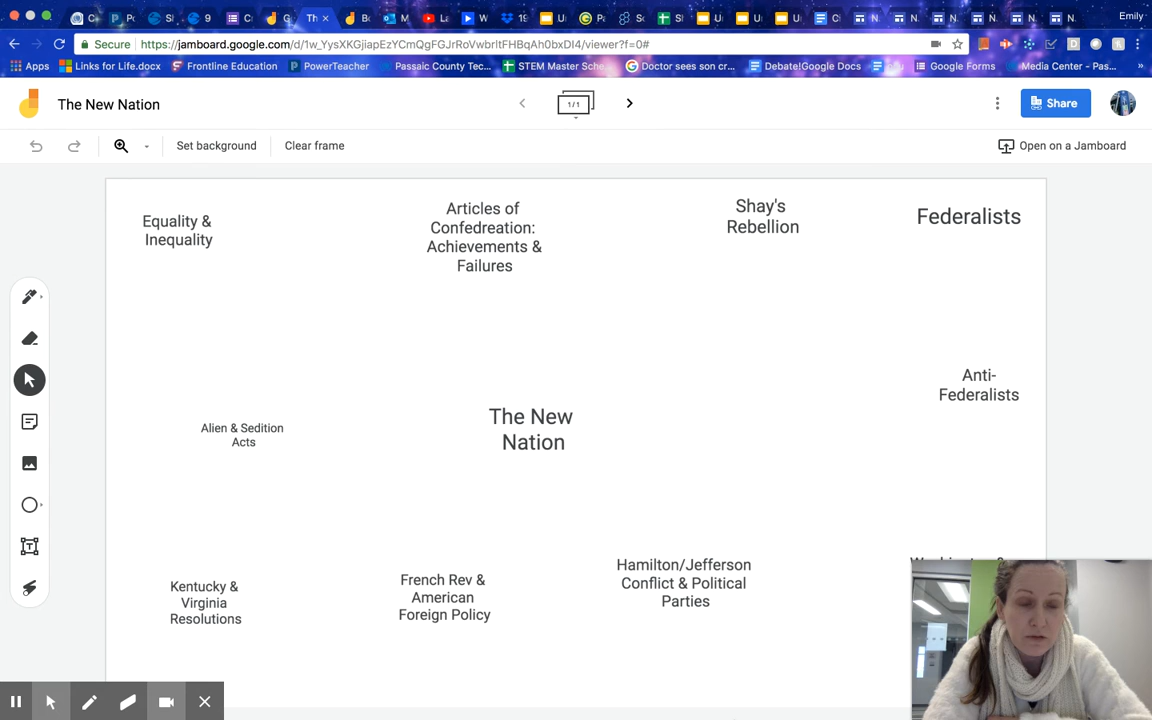 Emily
Secure https://jamboard.google.com/d/1w_YysXKGjiapEzYCmQgFGJrRoVwbrltFHBqAh0bxDI4/viewer?f=0#
Apps Links for Life.docx Frontline Education PowerTeacher Passaic County Tec... STEM Master Sche... Doctor sees son cr... Debate!Google Docs Google Forms Media Center - Pas... »
The New Nation
1/1
Share
Set background Clear frame
Open on a Jamboard
Equality &
Inequality
Articles of
Confedreation:
Achievements &
Failures
Shay's
Rebellion
Federalists
Anti-
Federalists
Alien & Sedition
Acts
The New
Nation
Kentucky &
Virginia
Resolutions
French Rev &
American
Foreign Policy
Hamilton/Jefferson
Conflict & Political
Parties